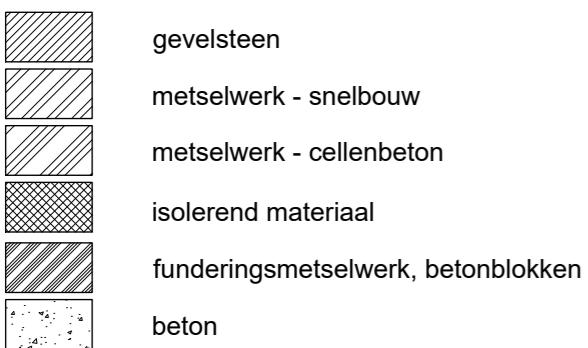 gevelsteen
metselwerk - snelbouw
metselwerk - cellenbeton
isolerend materiaal
funderingsmetselwerk, betonblokken
beton